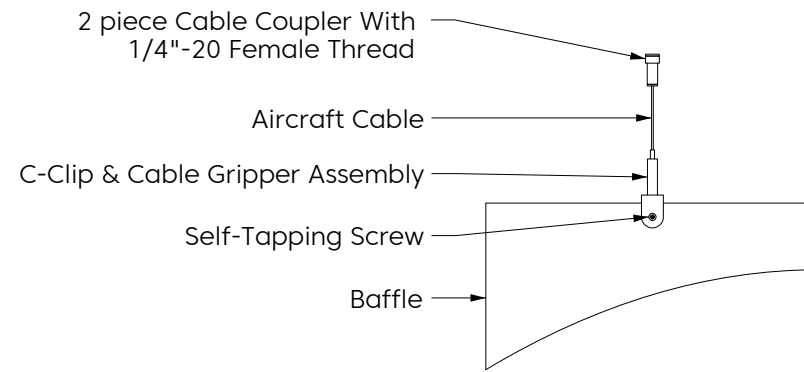 2 piece Cable Coupler With
1/4"-20 Female Thread
Aircraft Cable
C-Clip & Cable Gripper Assembly
Self-Tapping Screw
Baffle